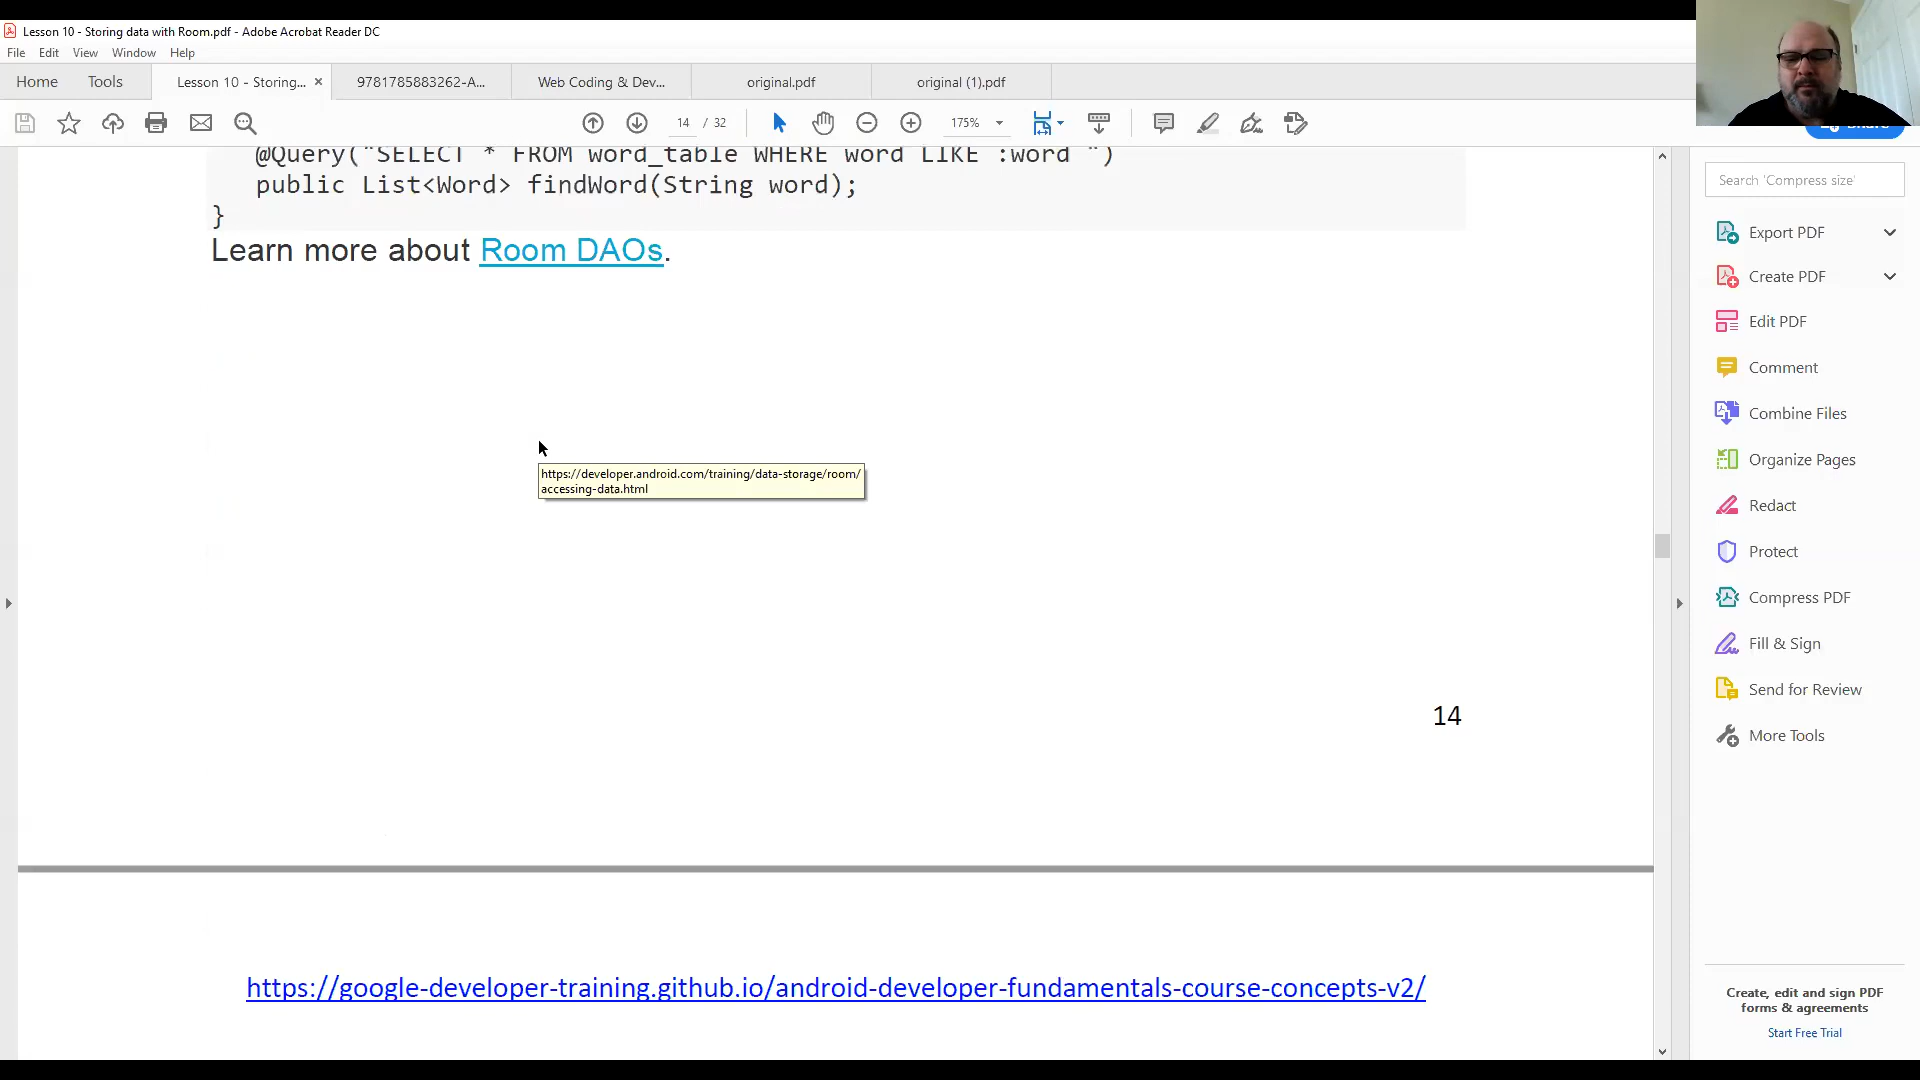 Lesson 10 - Storing data with Room.pdf - Adobe Acrobat Reader DC
File Edit View Window Help
Home Tools Lesson 10 - Storing... × 9781785883262-A... Web Coding & Dev... original.pdf original (1).pdf
14 / 32 175%
Share
@Query("SELECT * FROM word_table WHERE word LIKE :word ")
public List<Word> findWord(String word);
}
Learn more about Room DAOs.
https://developer.android.com/training/data-storage/room/
accessing-data.html
14
https://google-developer-training.github.io/android-developer-fundamentals-course-concepts-v2/
Search 'Compress size'
Export PDF
Create PDF
Edit PDF
Comment
Combine Files
Organize Pages
Redact
Protect
Compress PDF
Fill & Sign
Send for Review
More Tools
Create, edit and sign PDF
forms & agreements
Start Free Trial